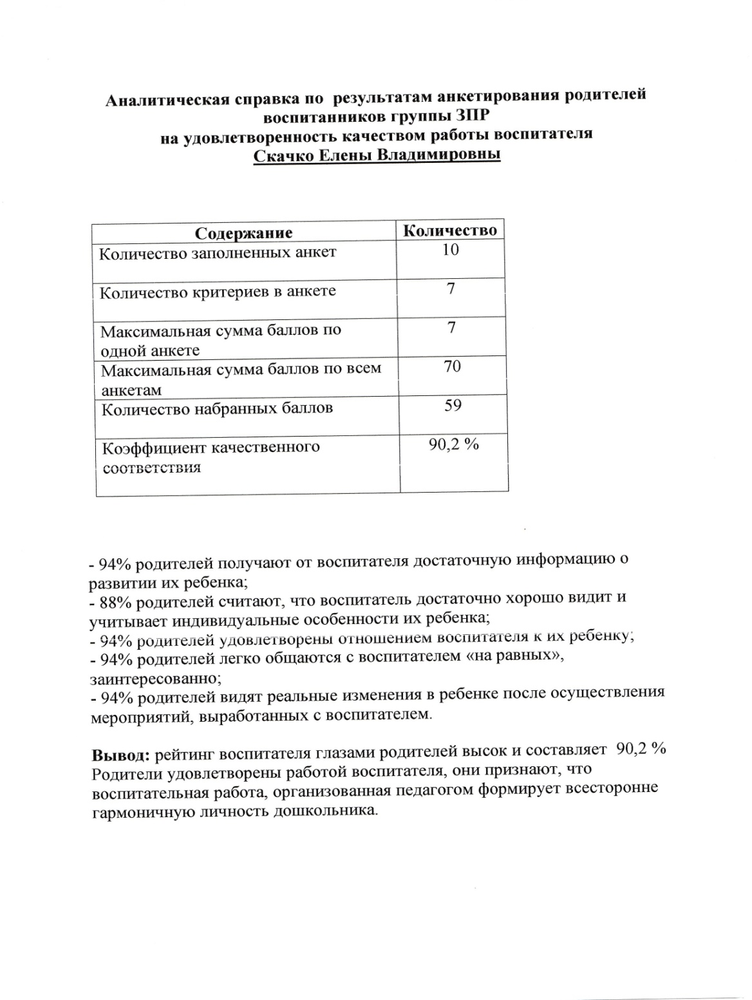 Аналитическая справка по результатам анкетирования родителей
воспитанников группы ЗПР
на удовлетворенность качеством работы воспитателя
Скачко Елены Владимировны
Содержание Количество
Количество заполненных анкет 10
Количество критериев в анкете 7
Максимальная сумма баллов по 7
одной анкете
Максимальная сумма баллов по всем 70
анкетам
Количество набранных баллов 59
Коэффициент качественного 90,2 %
соответствия
- 94% родителей получают от воспитателя достаточную информацию о
развитии их ребенка;
- 88% родителей считают, что воспитатель достаточно хорошо видит и
учитывает индивидуальные особенности их ребенка;
- 94% родителей удовлетворены отношением воспитателя к их ребенку;
- 94% родителей легко общаются с воспитателем «на равных»,
заинтересованно;
- 94% родителей видят реальные изменения в ребенке после осуществления
мероприятий, выработанных с воспитателем.
Вывод: рейтинг воспитателя глазами родителей высок и составляет 90,2 %
Родители удовлетворены работой воспитателя, они признают, что
воспитательная работа, организованная педагогом формирует всесторонне
гармоничную личность дошкольника.